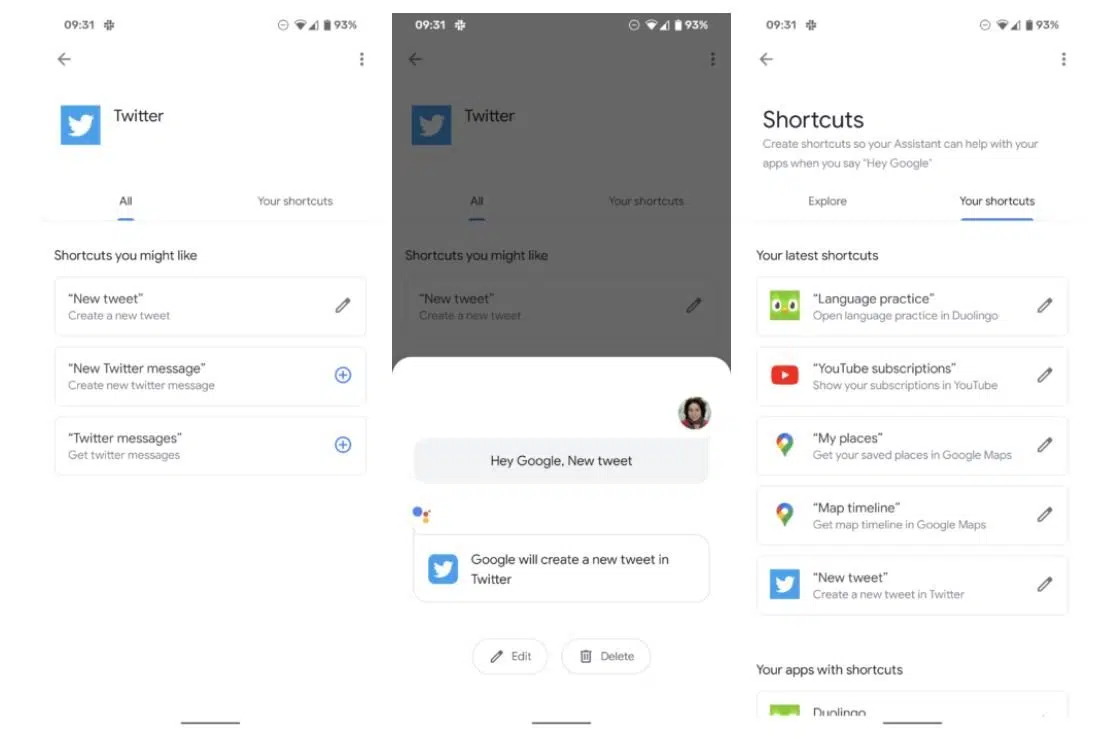 09:31
93%
Twitter
All
Your shortcuts
Shortcuts you might like
“New tweet”
Create a new tweet
“New Twitter message”
Create new twitter message
“Twitter messages”
Get twitter messages
09:31
93%
Twitter
All
Your shortcuts
Shortcuts you might like
“New tweet”
Create a new tweet
Hey Google, New tweet
Google will create a new tweet in
Twitter
Edit
Delete
09:31
93%
Shortcuts
Create shortcuts so your Assistant can help with your
apps when you say “Hey Google”
Explore
Your shortcuts
Your latest shortcuts
“Language practice”
Open language practice in Duolingo
“YouTube subscriptions”
Show your subscriptions in YouTube
“My places”
Get your saved places in Google Maps
“Map timeline”
Get map timeline in Google Maps
“New tweet”
Create a new tweet in Twitter
Your apps with shortcuts
Duolingo